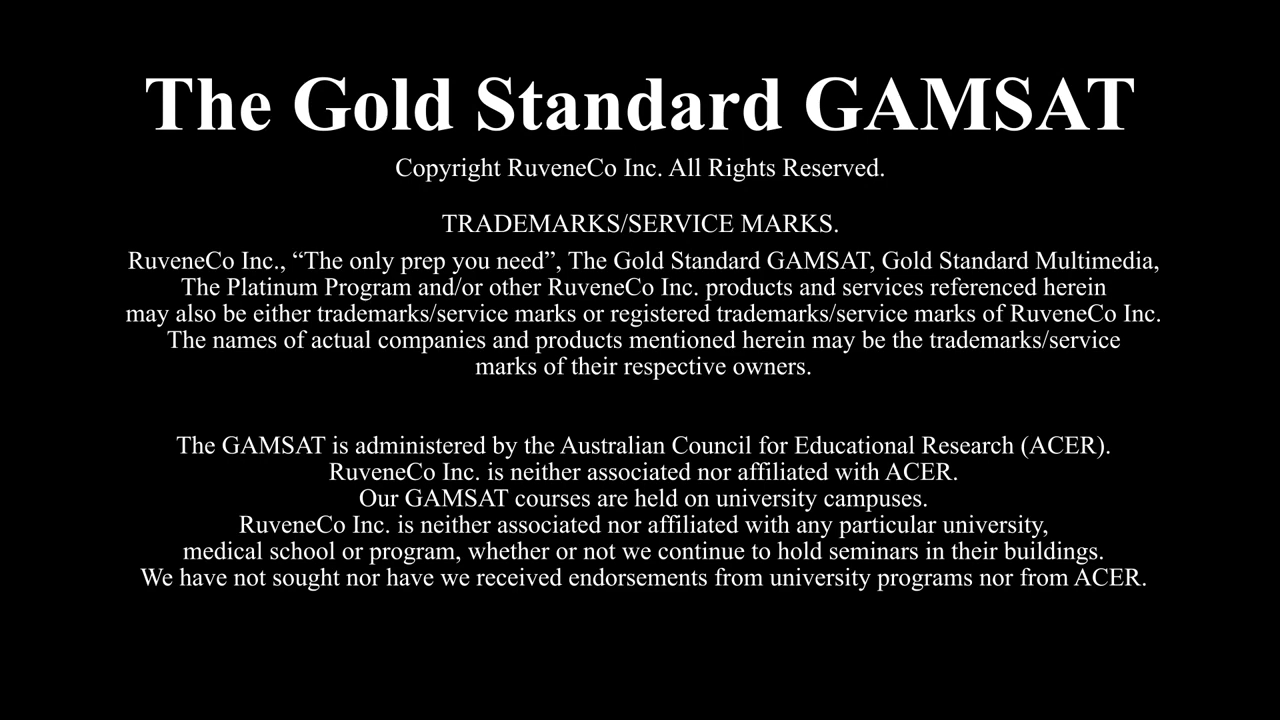 The Gold Standard GAMSAT
Copyright RuveneCo Inc. All Rights Reserved.
TRADEMARKS/SERVICE MARKS.
RuveneCo Inc., “The only prep you need”, The Gold Standard GAMSAT, Gold Standard Multimedia,
The Platinum Program and/or other RuveneCo Inc. products and services referenced herein
may also be either trademarks/service marks or registered trademarks/service marks of RuveneCo Inc.
The names of actual companies and products mentioned herein may be the trademarks/service
marks of their respective owners.
The GAMSAT is administered by the Australian Council for Educational Research (ACER).
RuveneCo Inc. is neither associated nor affiliated with ACER.
Our GAMSAT courses are held on university campuses.
RuveneCo Inc. is neither associated nor affiliated with any particular university,
medical school or program, whether or not we continue to hold seminars in their buildings.
We have not sought nor have we received endorsements from university programs nor from ACER.